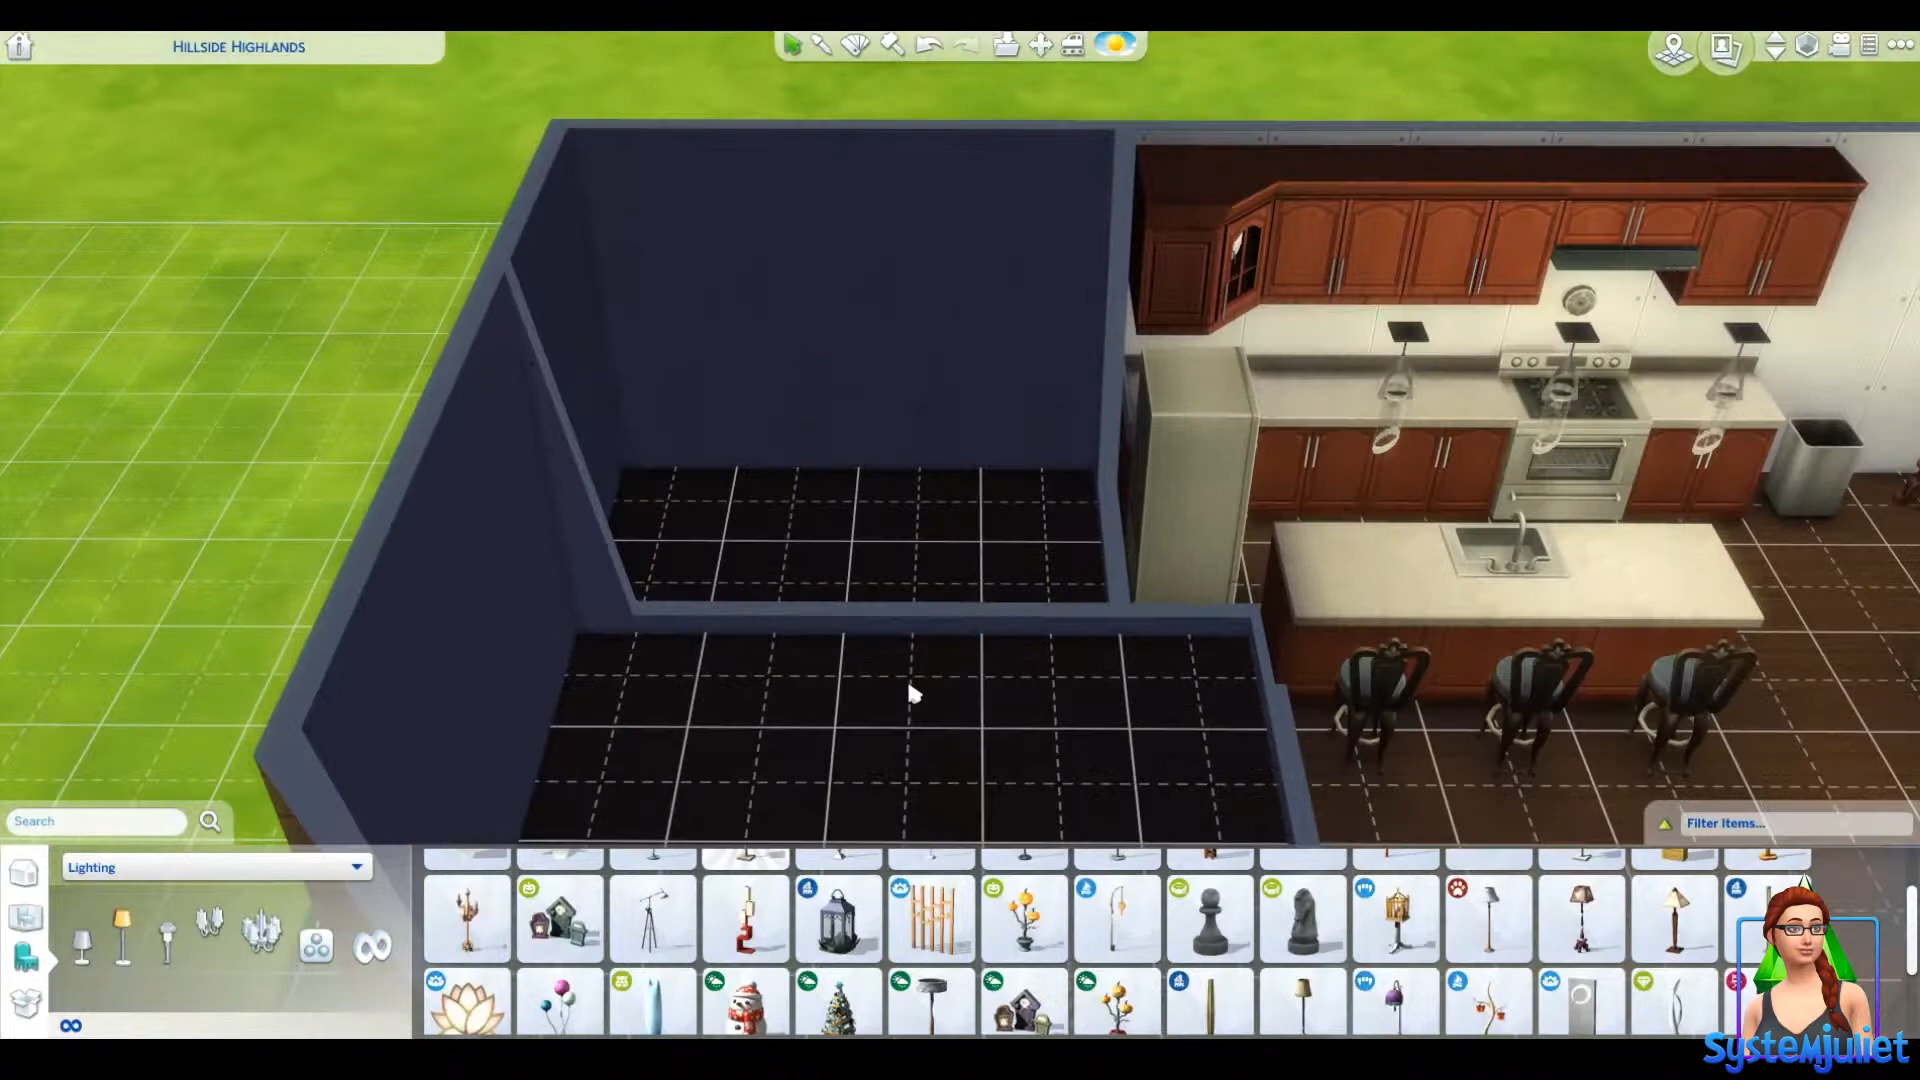 HILLSIDE HIGHLANDS
Search
Filter Items...
Lighting
SySTeMjuliet